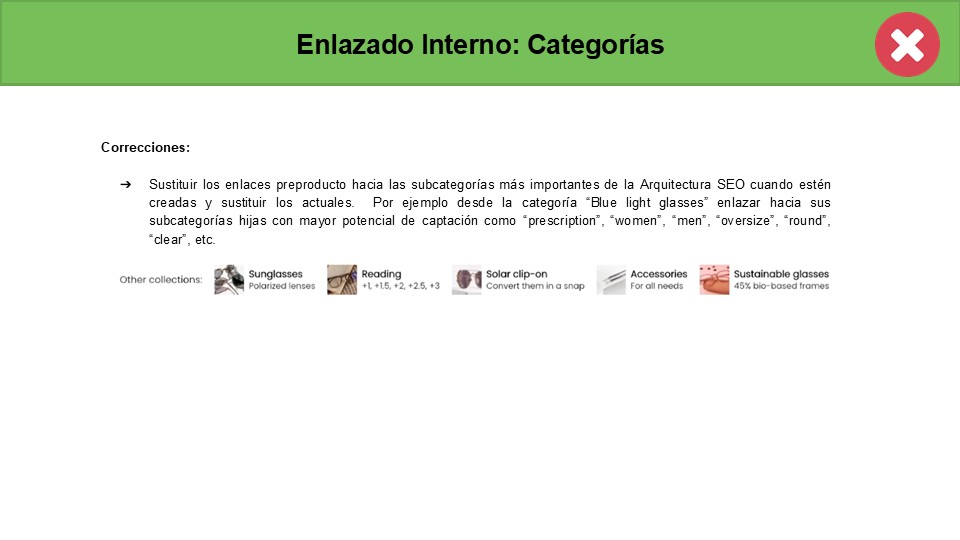 Enlazado Interno: Categorías
Correcciones:
➔ Sustituir los enlaces preproducto hacia las subcategorías más importantes de la Arquitectura SEO cuando estén
creadas y sustituir los actuales. Por ejemplo desde la categoría “Blue light glasses” enlazar hacia sus
subcategorías hijas con mayor potencial de captación como “prescription”, “women”, “men”, “oversize”, “round”,
“clear”, etc.
Other collections: Sunglasses Reading Solar clip-on Accessories Sustainable glasses
Polarized lenses +1, +1.5, +2, +2.5, +3 Convert them in a snap For all needs 45% bio-based frames